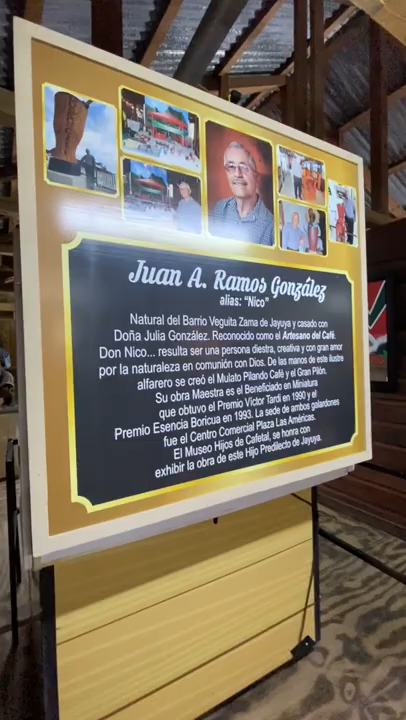 Juan A. Ramos González
alias: "Nico"
Natural del Barrio Veguita Zama de Jayuya y casado con
Doña Julia González. Reconocido como el Artesano del Café.
Don Nico... resulta ser una persona diestra, creativa y con gran amor
por la naturaleza en comunión con Dios. De las manos de este ilustre
alfarero se creó el Mulato Pilando Café y el Gran Pilón.
Su obra Maestra es el Beneficiado en Miniatura
que obtuvo el Premio Víctor Tardi en 1990 y el
Premio Esencia Boricua en 1993. La sede de ambos galardones
fue el Centro Comercial Plaza Las Américas.
El Museo Hijos de Cafetal, se honra con
exhibir la obra de este Hijo Predilecto de Jayuya.